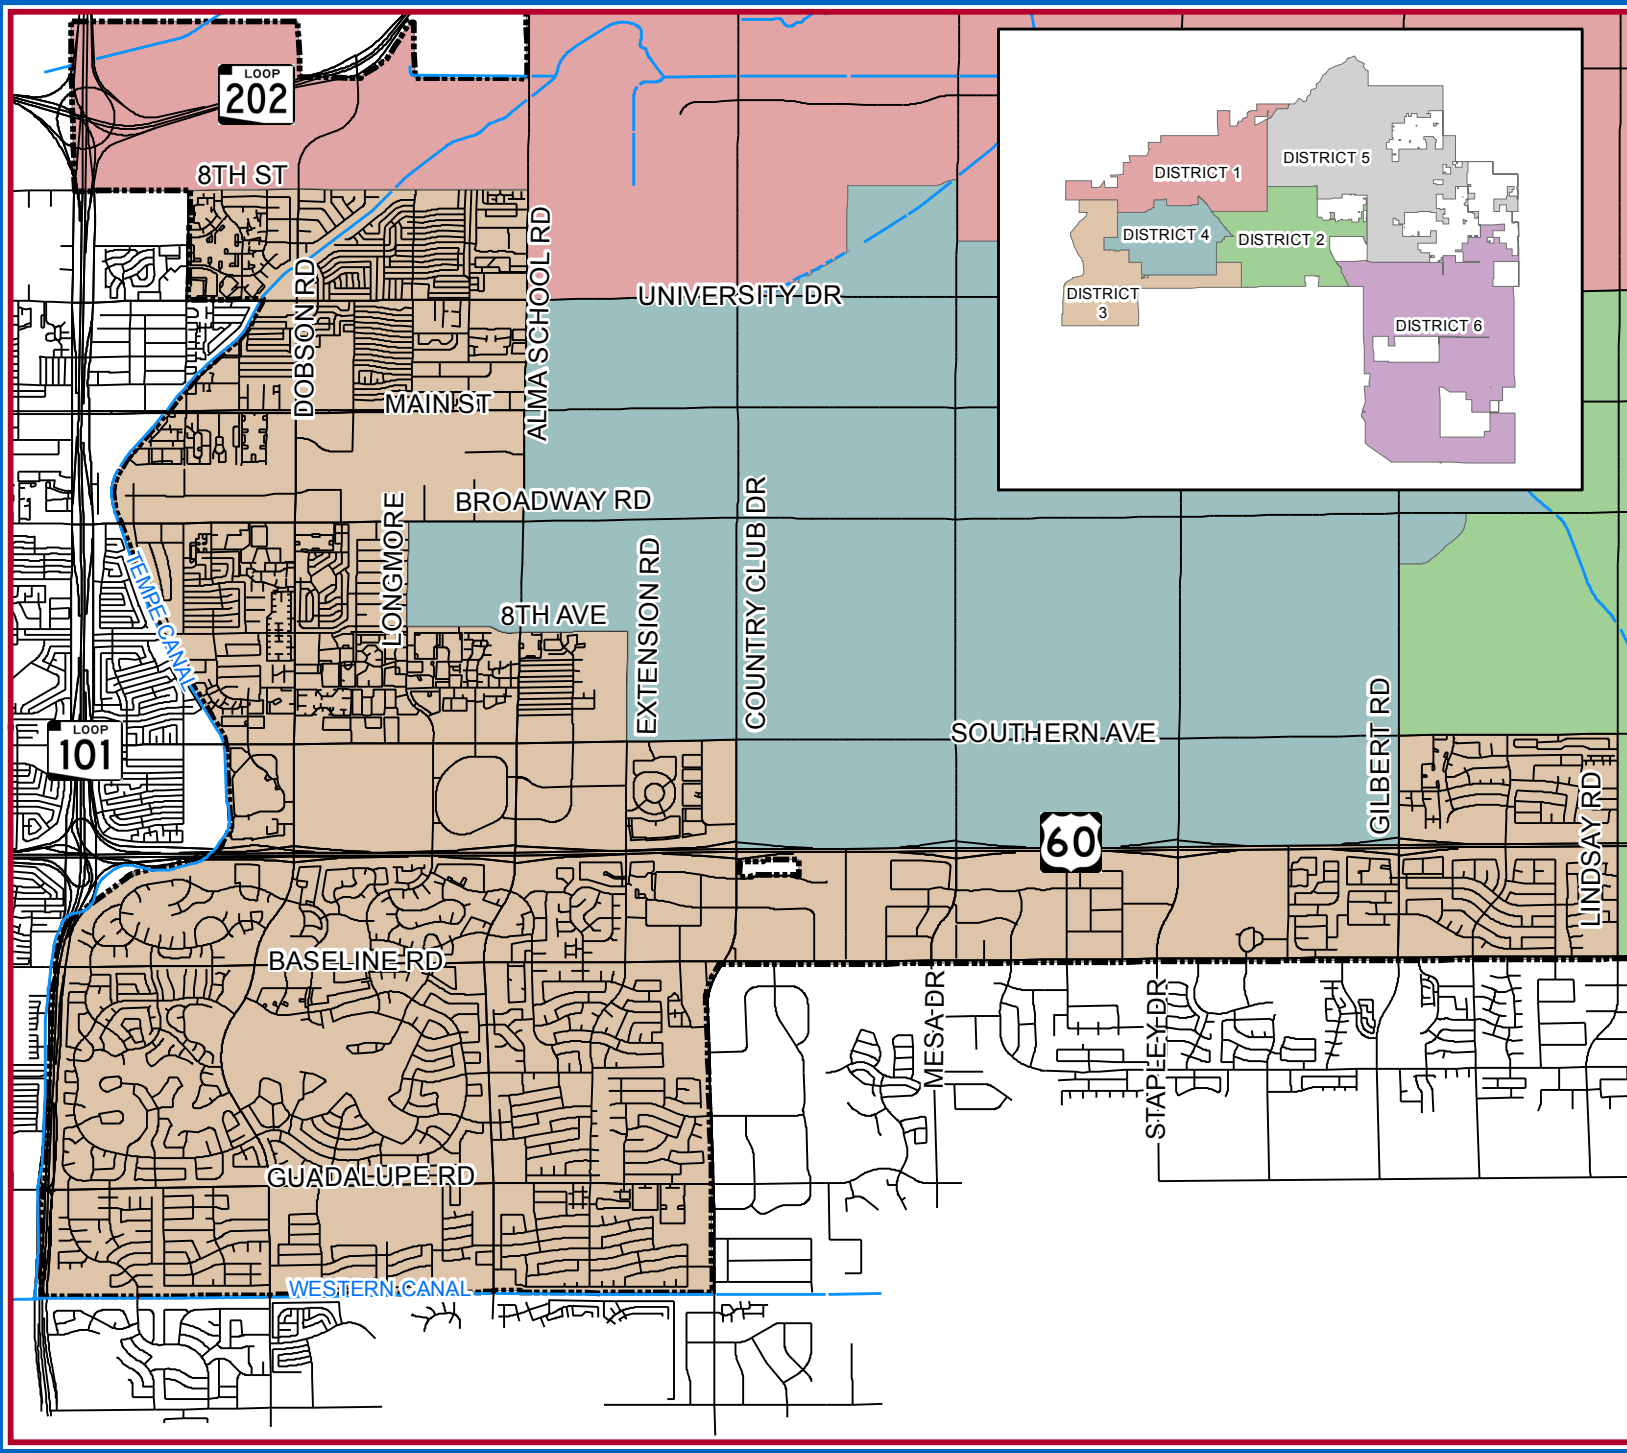 LOOP
202
8TH ST
DISTRICT 5
DISTRICT 1
DISTRICT 4
DISTRICT 2
DISTRICT
3
DISTRICT 6
DOBSON RD
ALMA SCHOOL RD
UNIVERSITY DR
MAIN ST
BROADWAY RD
LONGMORE
EXTENSION RD
COUNTRY CLUB DR
TEMPE CANAL
8TH AVE
LOOP
101
SOUTHERN AVE
GILBERT RD
LINDSAY RD
60
BASELINE RD
MESA DR
STAPLEY DR
GUADALUPE RD
WESTERN CANAL